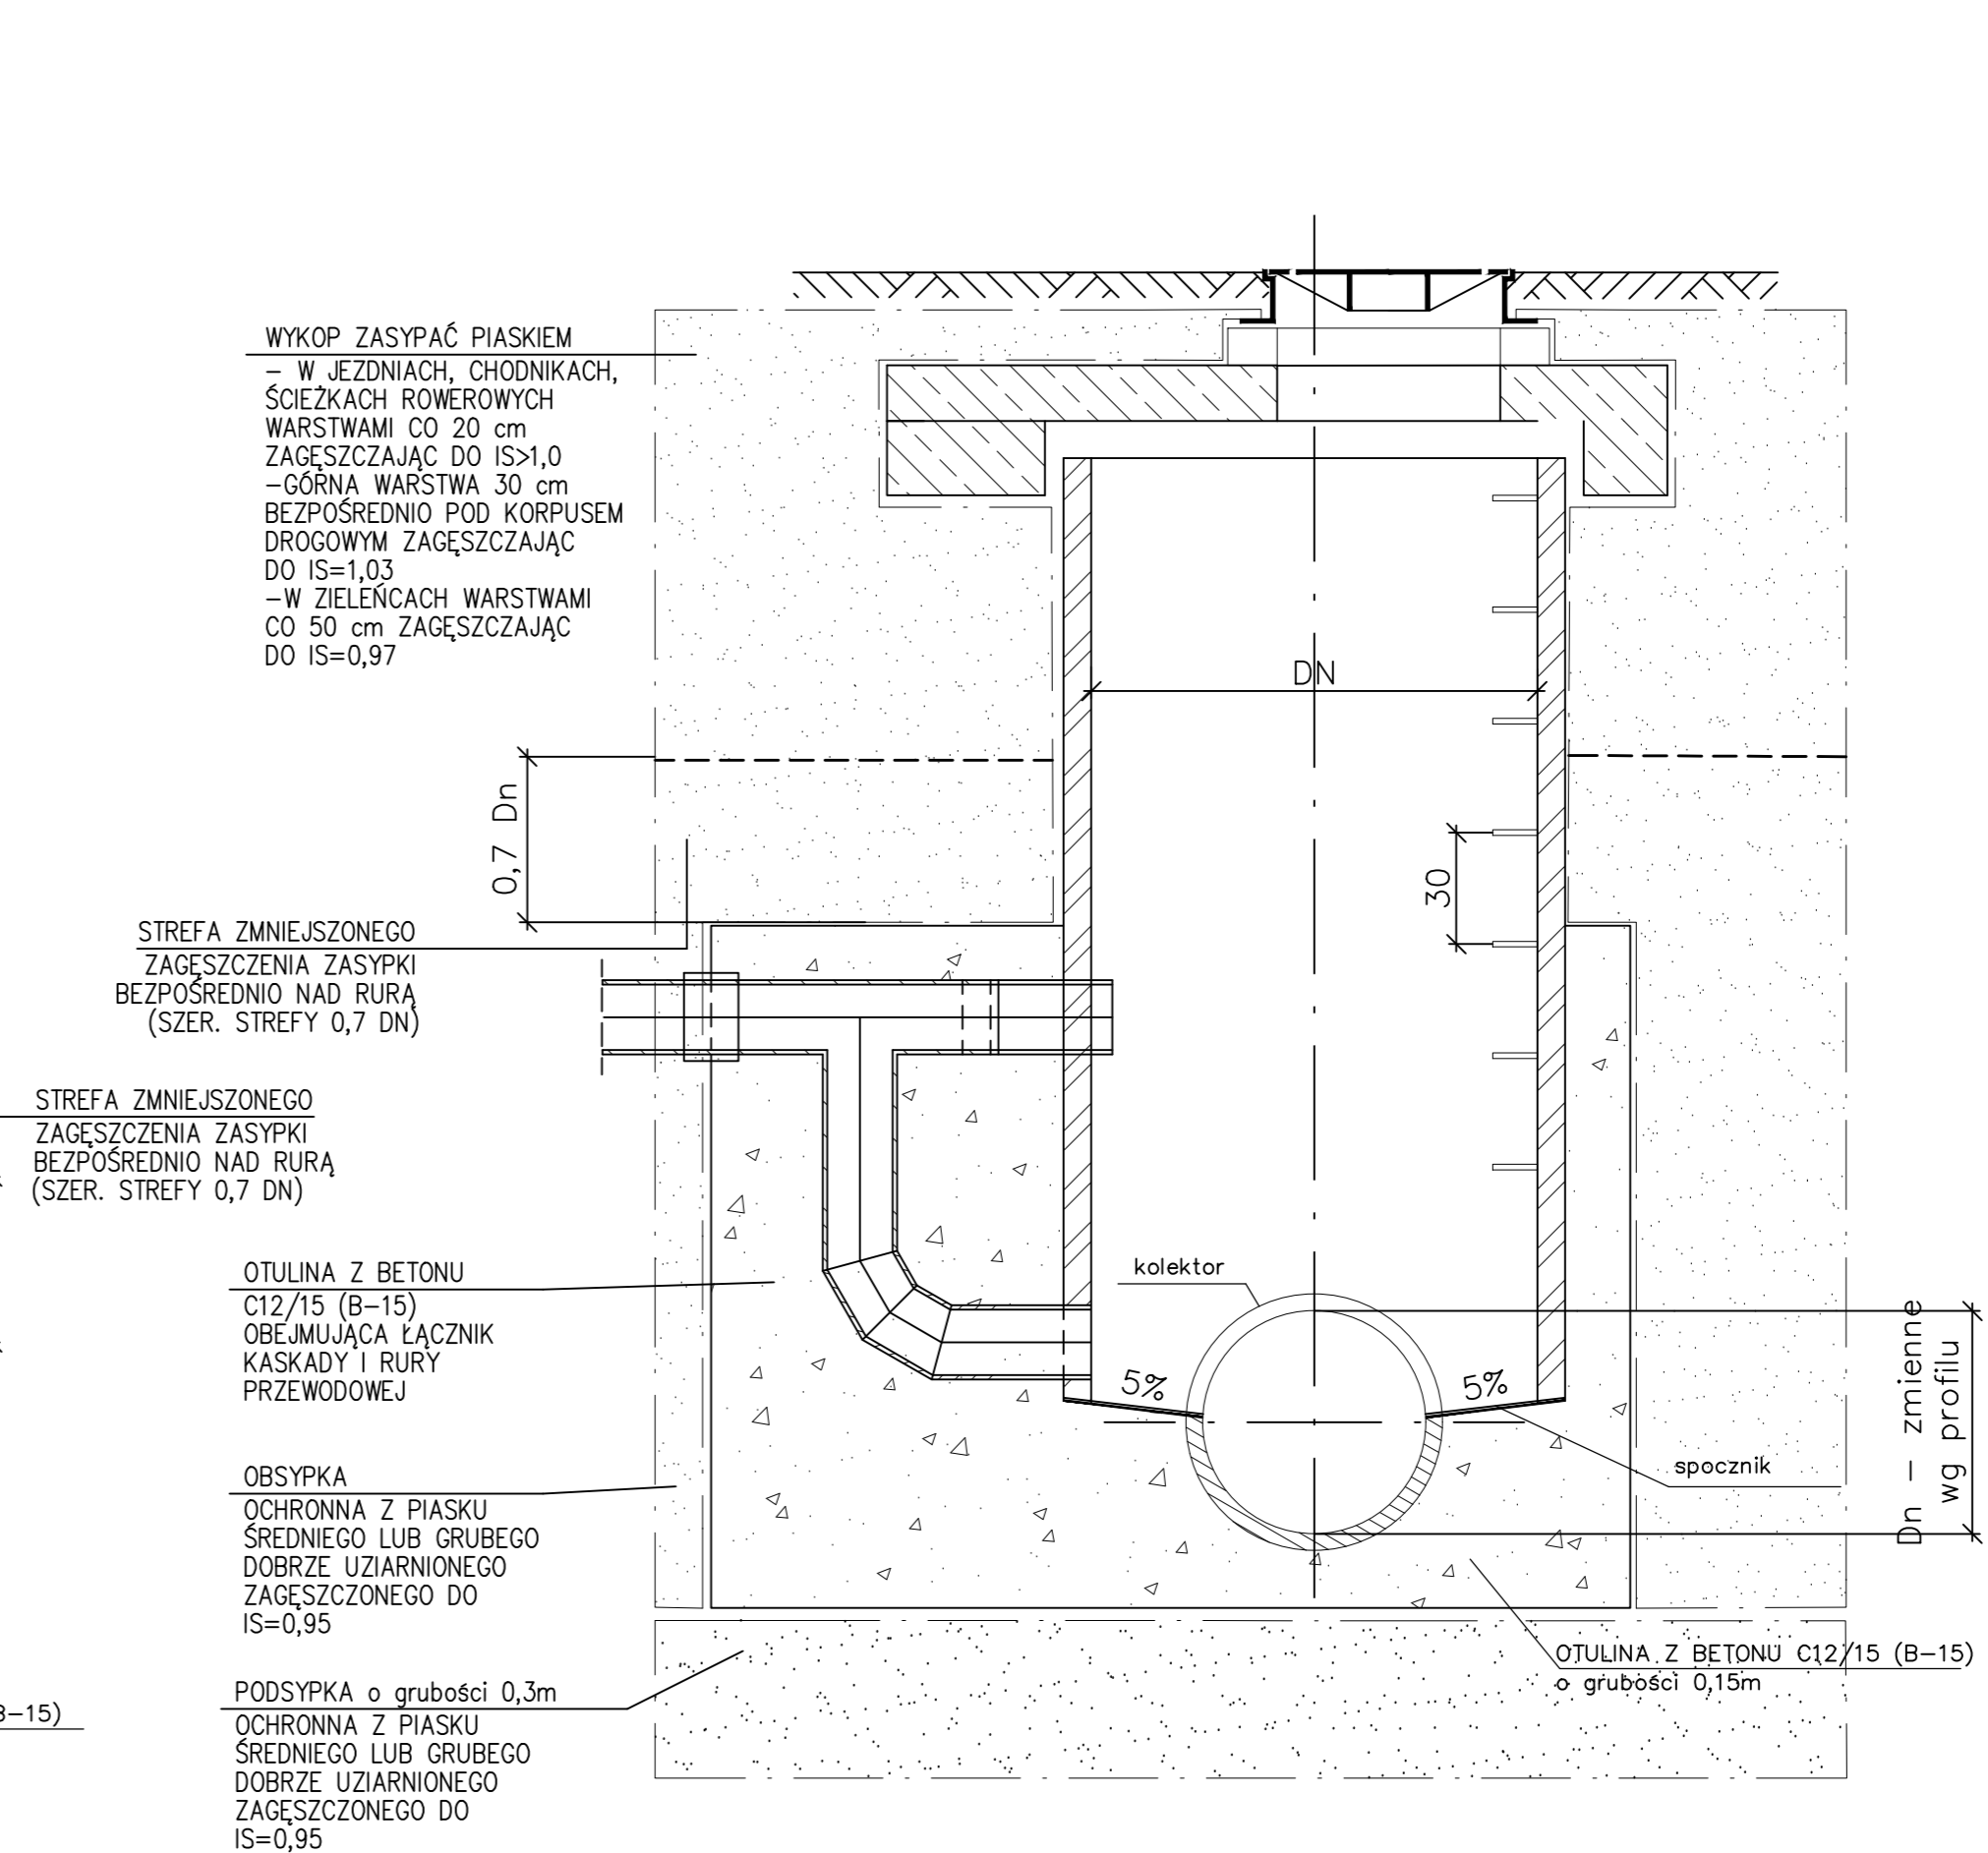 WYKOP ZASYPAĆ PIASKIEM
– W JEZDNIACH, CHODNIKACH,
ŚCIEŻKACH ROWEROWYCH
WARSTWAMI CO 20 cm
ZAGĘSZCZAJĄC DO IS>1,0
–GÓRNA WARSTWA 30 cm
BEZPOŚREDNIO POD KORPUSEM
DROGOWYM ZAGĘSZCZAJĄC
DO IS=1,03
–W ZIELEŃCACH WARSTWAMI
CO 50 cm ZAGĘSZCZAJĄC
DO IS=0,97
DN
0,7 Dn
30
STREFA ZMNIEJSZONEGO
ZAGĘSZCZENIA ZASYPKI
BEZPOŚREDNIO NAD RURĄ
(SZER. STREFY 0,7 DN)
STREFA ZMNIEJSZONEGO
ZAGĘSZCZENIA ZASYPKI
BEZPOŚREDNIO NAD RURĄ
(SZER. STREFY 0,7 DN)
OTULINA Z BETONU
C12/15 (B–15)
OBEJMUJĄCA ŁĄCZNIK
KASKADY I RURY
PRZEWODOWEJ
kolektor
5%
5%
spocznik
Dn – zmienne
wg profilu
OBSYPKA
OCHRONNA Z PIASKU
ŚREDNIEGO LUB GRUBEGO
DOBRZE UZIARNIONEGO
ZAGĘSZCZONEGO DO
IS=0,95
OTULINA Z BETONU C12/15 (B–15)
o grubości 0,15m
PODSYPKA o grubości 0,3m
OCHRONNA Z PIASKU
ŚREDNIEGO LUB GRUBEGO
DOBRZE UZIARNIONEGO
ZAGĘSZCZONEGO DO
IS=0,95
–15)